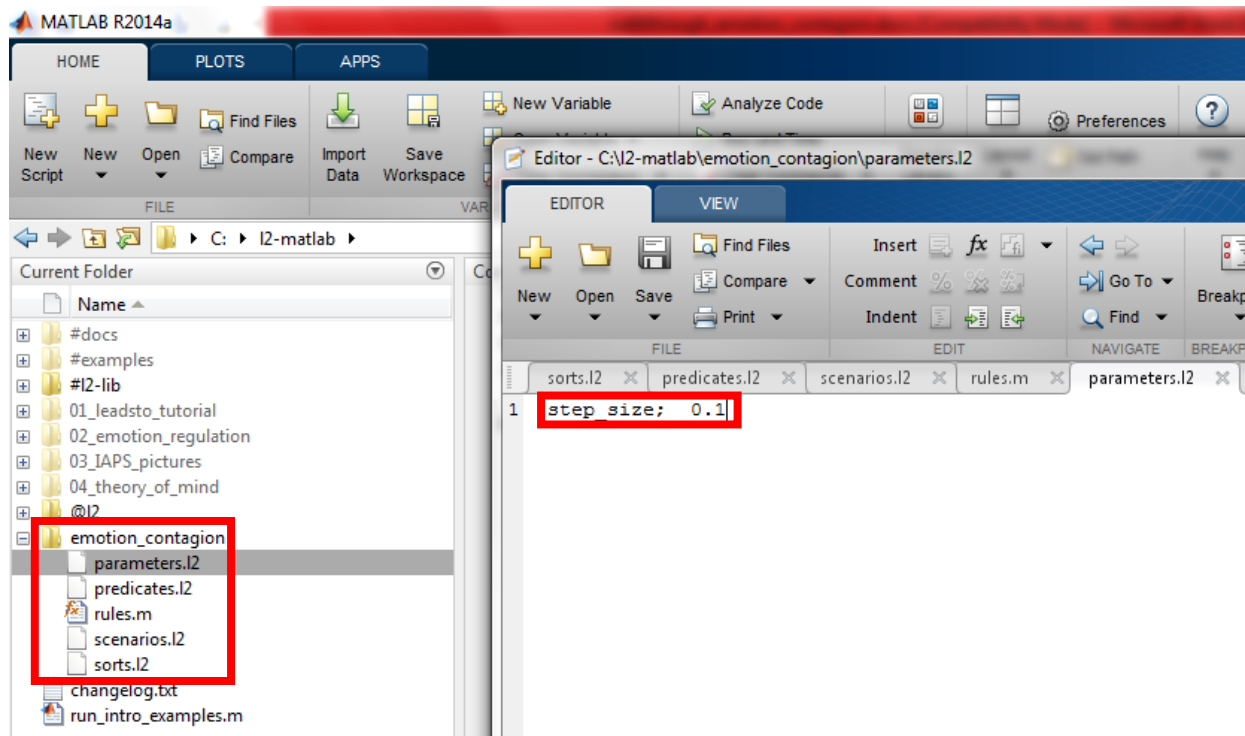 MATLAB R2014a
HOME PLOTS APPS
New Script
New
Open
Find Files
Compare
Import Data
Save Workspace
New Variable
Analyze Code
Preferences
FILE
VAR
C: l2-matlab
Current Folder
Name
#docs
#examples
#l2-lib
01_leadsto_tutorial
02_emotion_regulation
03_IAPS_pictures
04_theory_of_mind
@l2
emotion_contagion
parameters.l2
predicates.l2
rules.m
scenarios.l2
sorts.l2
changelog.txt
run_intro_examples.m
Editor - C:\l2-matlab\emotion_contagion\parameters.l2
EDITOR VIEW
New
Open
Save
Find Files
Compare
Print
Insert fx
Comment
Indent
Go To
Find
Breakp
FILE EDIT NAVIGATE BREAKP
sorts.l2 predicates.l2 scenarios.l2 rules.m parameters.l2
1 step_size; 0.1